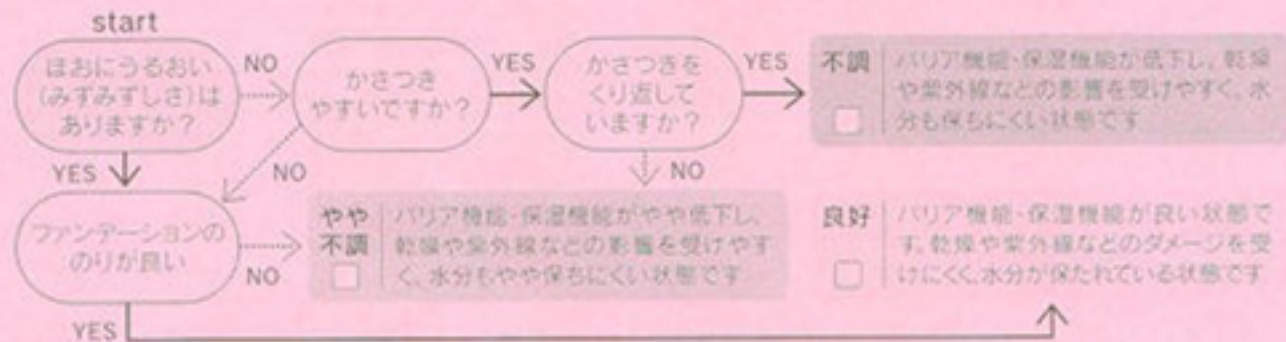 start
ほおにうるおい
(みずみずしさ)は
ありますか?
NO
かさつき
やすいですか?
YES
かさつきを
くり返して
いますか?
YES
不調
バリア機能・保湿機能が低下し、乾燥
や紫外線などの影響を受けやすく、水
分も保ちにくい状態です
YES
NO
NO
ファンデーションの
のりが良い
NO
やや
不調
バリア機能・保湿機能がやや低下し、
乾燥や紫外線などの影響を受けやす
く、水分もやや保ちにくい状態です
良好
バリア機能・保湿機能が良い状態で
す。乾燥や紫外線などのダメージを受
けにくく、水分が保たれている状態です
YES